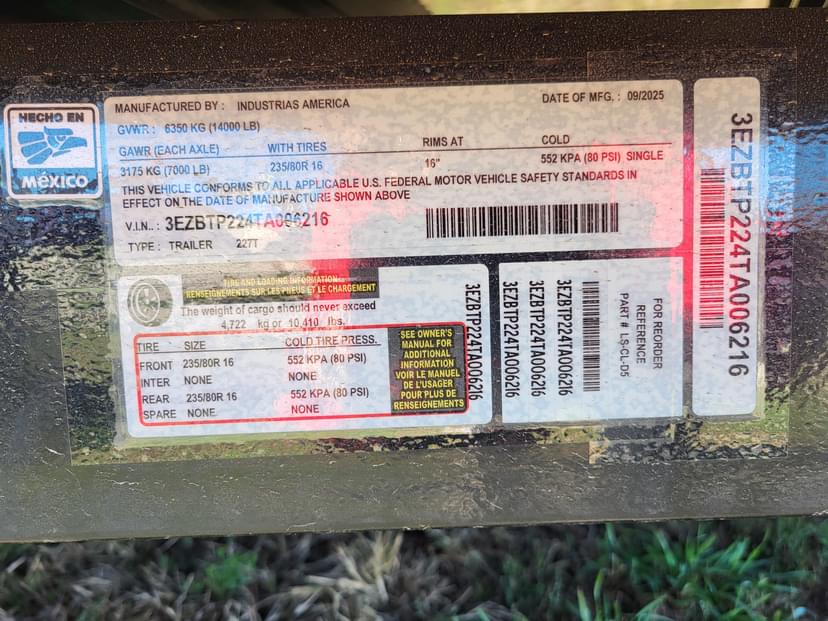 HECHO EN
MÉXICO
MANUFACTURED BY : INDUSTRIAS AMERICA DATE OF MFG. : 09/2025
GVWR : 6350 KG (14000 LB)
GAWR (EACH AXLE) WITH TIRES RIMS AT COLD
3175 KG (7000 LB) 235/80R 16 16" 552 KPA (80 PSI) SINGLE
THIS VEHICLE CONFORMS TO ALL APPLICABLE U.S. FEDERAL MOTOR VEHICLE SAFETY STANDARDS IN
EFFECT ON THE DATE OF MANUFACTURE SHOWN ABOVE
V.I.N.: 3EZBTP224TA006216
TYPE : TRAILER 227T
TIRE AND LOADING INFORMATION
RENSEIGNEMENTS SUR LES PNEUS ET LE CHARGEMENT
The weight of cargo should never exceed
4,722 kg or 10,410 lbs.
TIRE SIZE COLD TIRE PRESS.
FRONT 235/80R 16 552 KPA (80 PSI)
INTER NONE NONE
REAR 235/80R 16 552 KPA (80 PSI)
SPARE NONE NONE
SEE OWNER'S
MANUAL FOR
ADDITIONAL
INFORMATION
VOIR LE MANUEL
DE L'USAGER
POUR PLUS DE
RENSEIGNEMENTS
3EZBTP224TA006216
3EZBTP224TA006216
3EZBTP224TA006216
3EZBTP224TA006216
FOR REORDER
REFERENCE
PART # LS-CL-D5
3EZBTP224TA006216